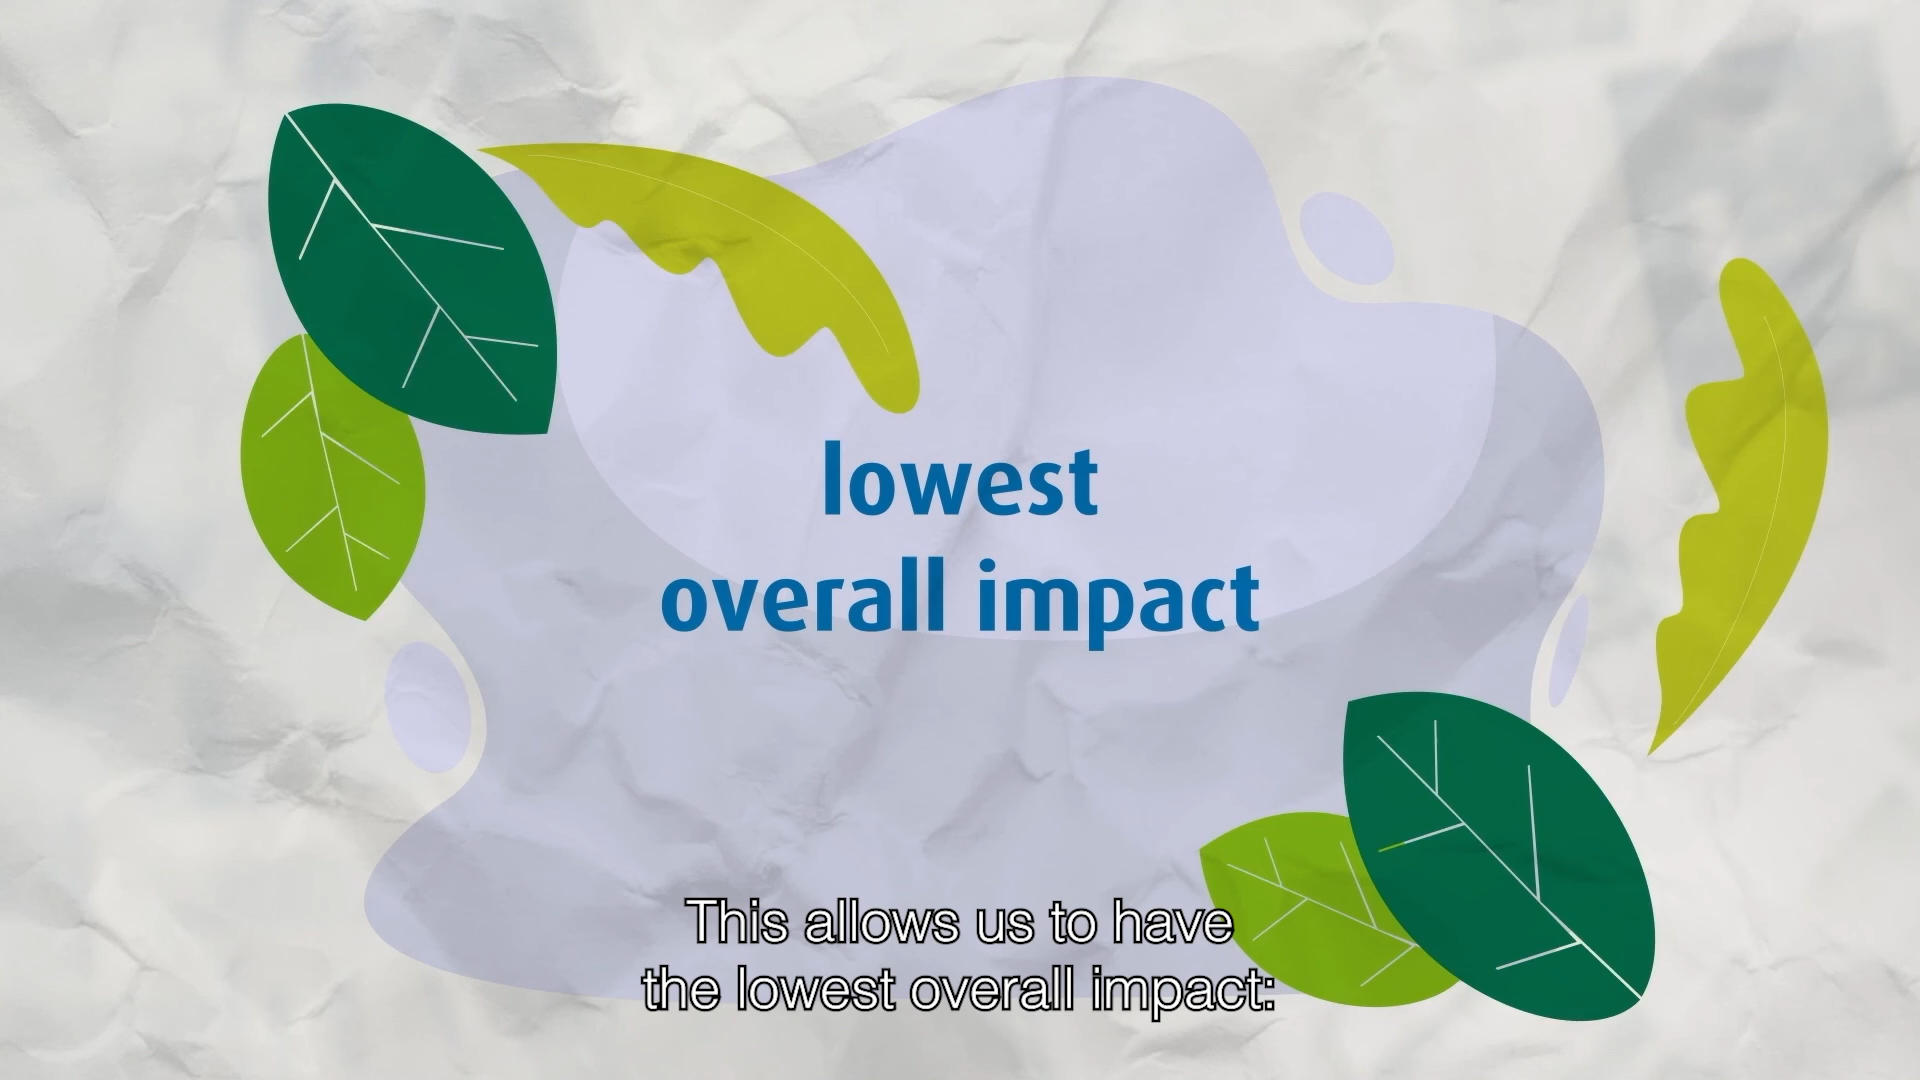 lowest
overall impact
This allows us to have
the lowest overall impact: